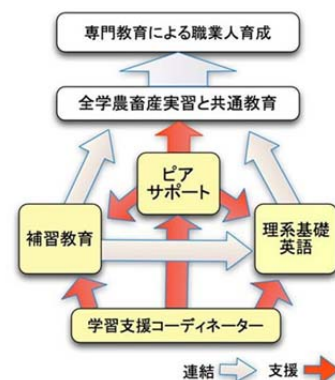 専門教育による職業人育成
全学農畜産実習と共通教育
ピア
サポート
補習教育
理系基礎
英語
学習支援コーディネーター
連結
支援